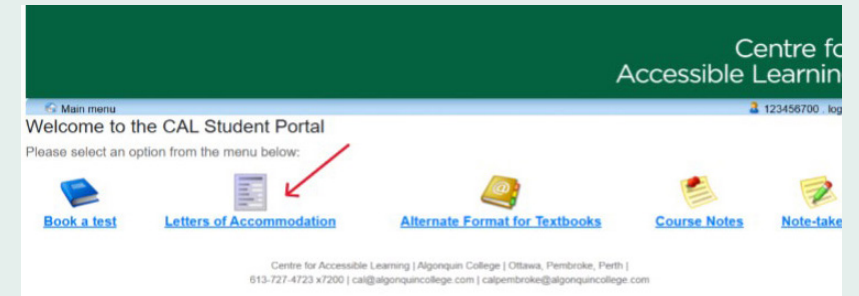 Centre fo
Accessible Learnin
Main menu
123456700 . log
Welcome to the CAL Student Portal
Please select an option from the menu below:
Book a test Letters of Accommodation Alternate Format for Textbooks Course Notes Note-take
Centre for Accessible Learning | Algonquin College | Ottawa, Pembroke, Perth |
613-727-4723 x7200 | cal@algonquincollege.com | calpembroke@algonquincollege.com